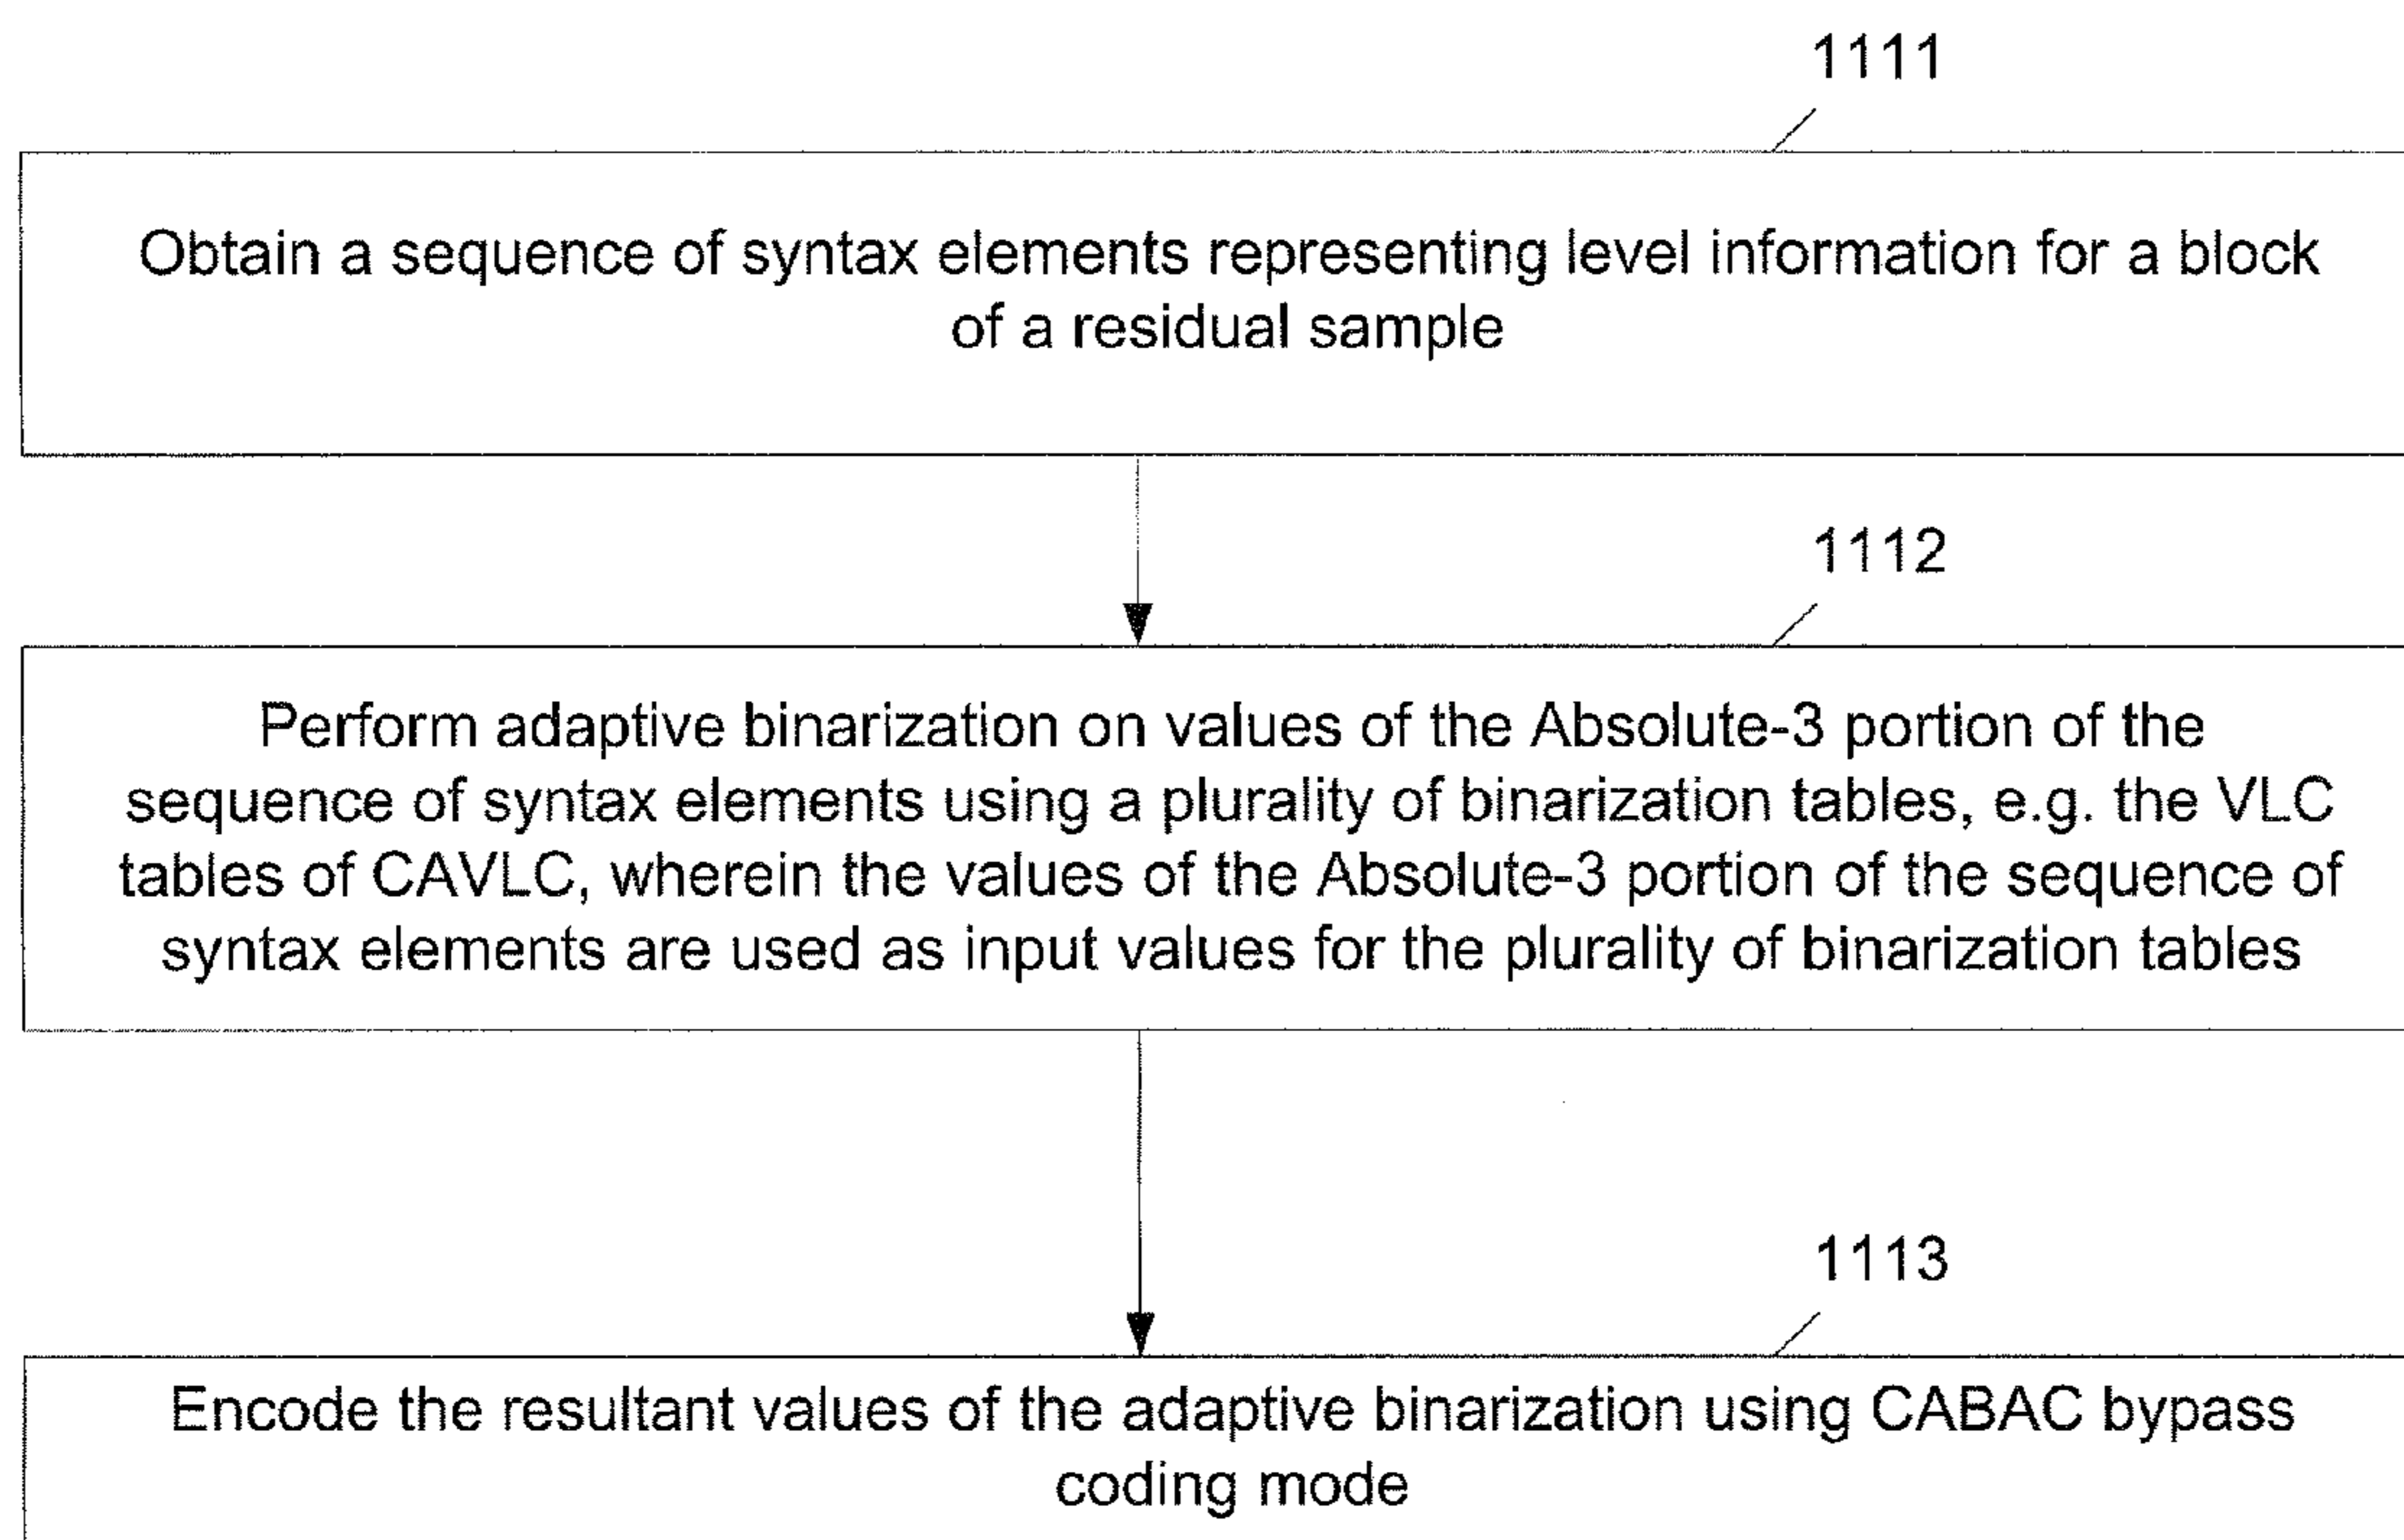 1111
Obtain a sequence of syntax elements representing level information for a block
of a residual sample
1112
Perform adaptive binarization on values of the Absolute-3 portion of the
sequence of syntax elements using a plurality of binarization tables, e.g. the VLC
tables of CAVLC, wherein the values of the Absolute-3 portion of the sequence of
syntax elements are used as input values for the plurality of binarization tables
1113
Encode the resultant values of the adaptive binarization using CABAC bypass
coding mode